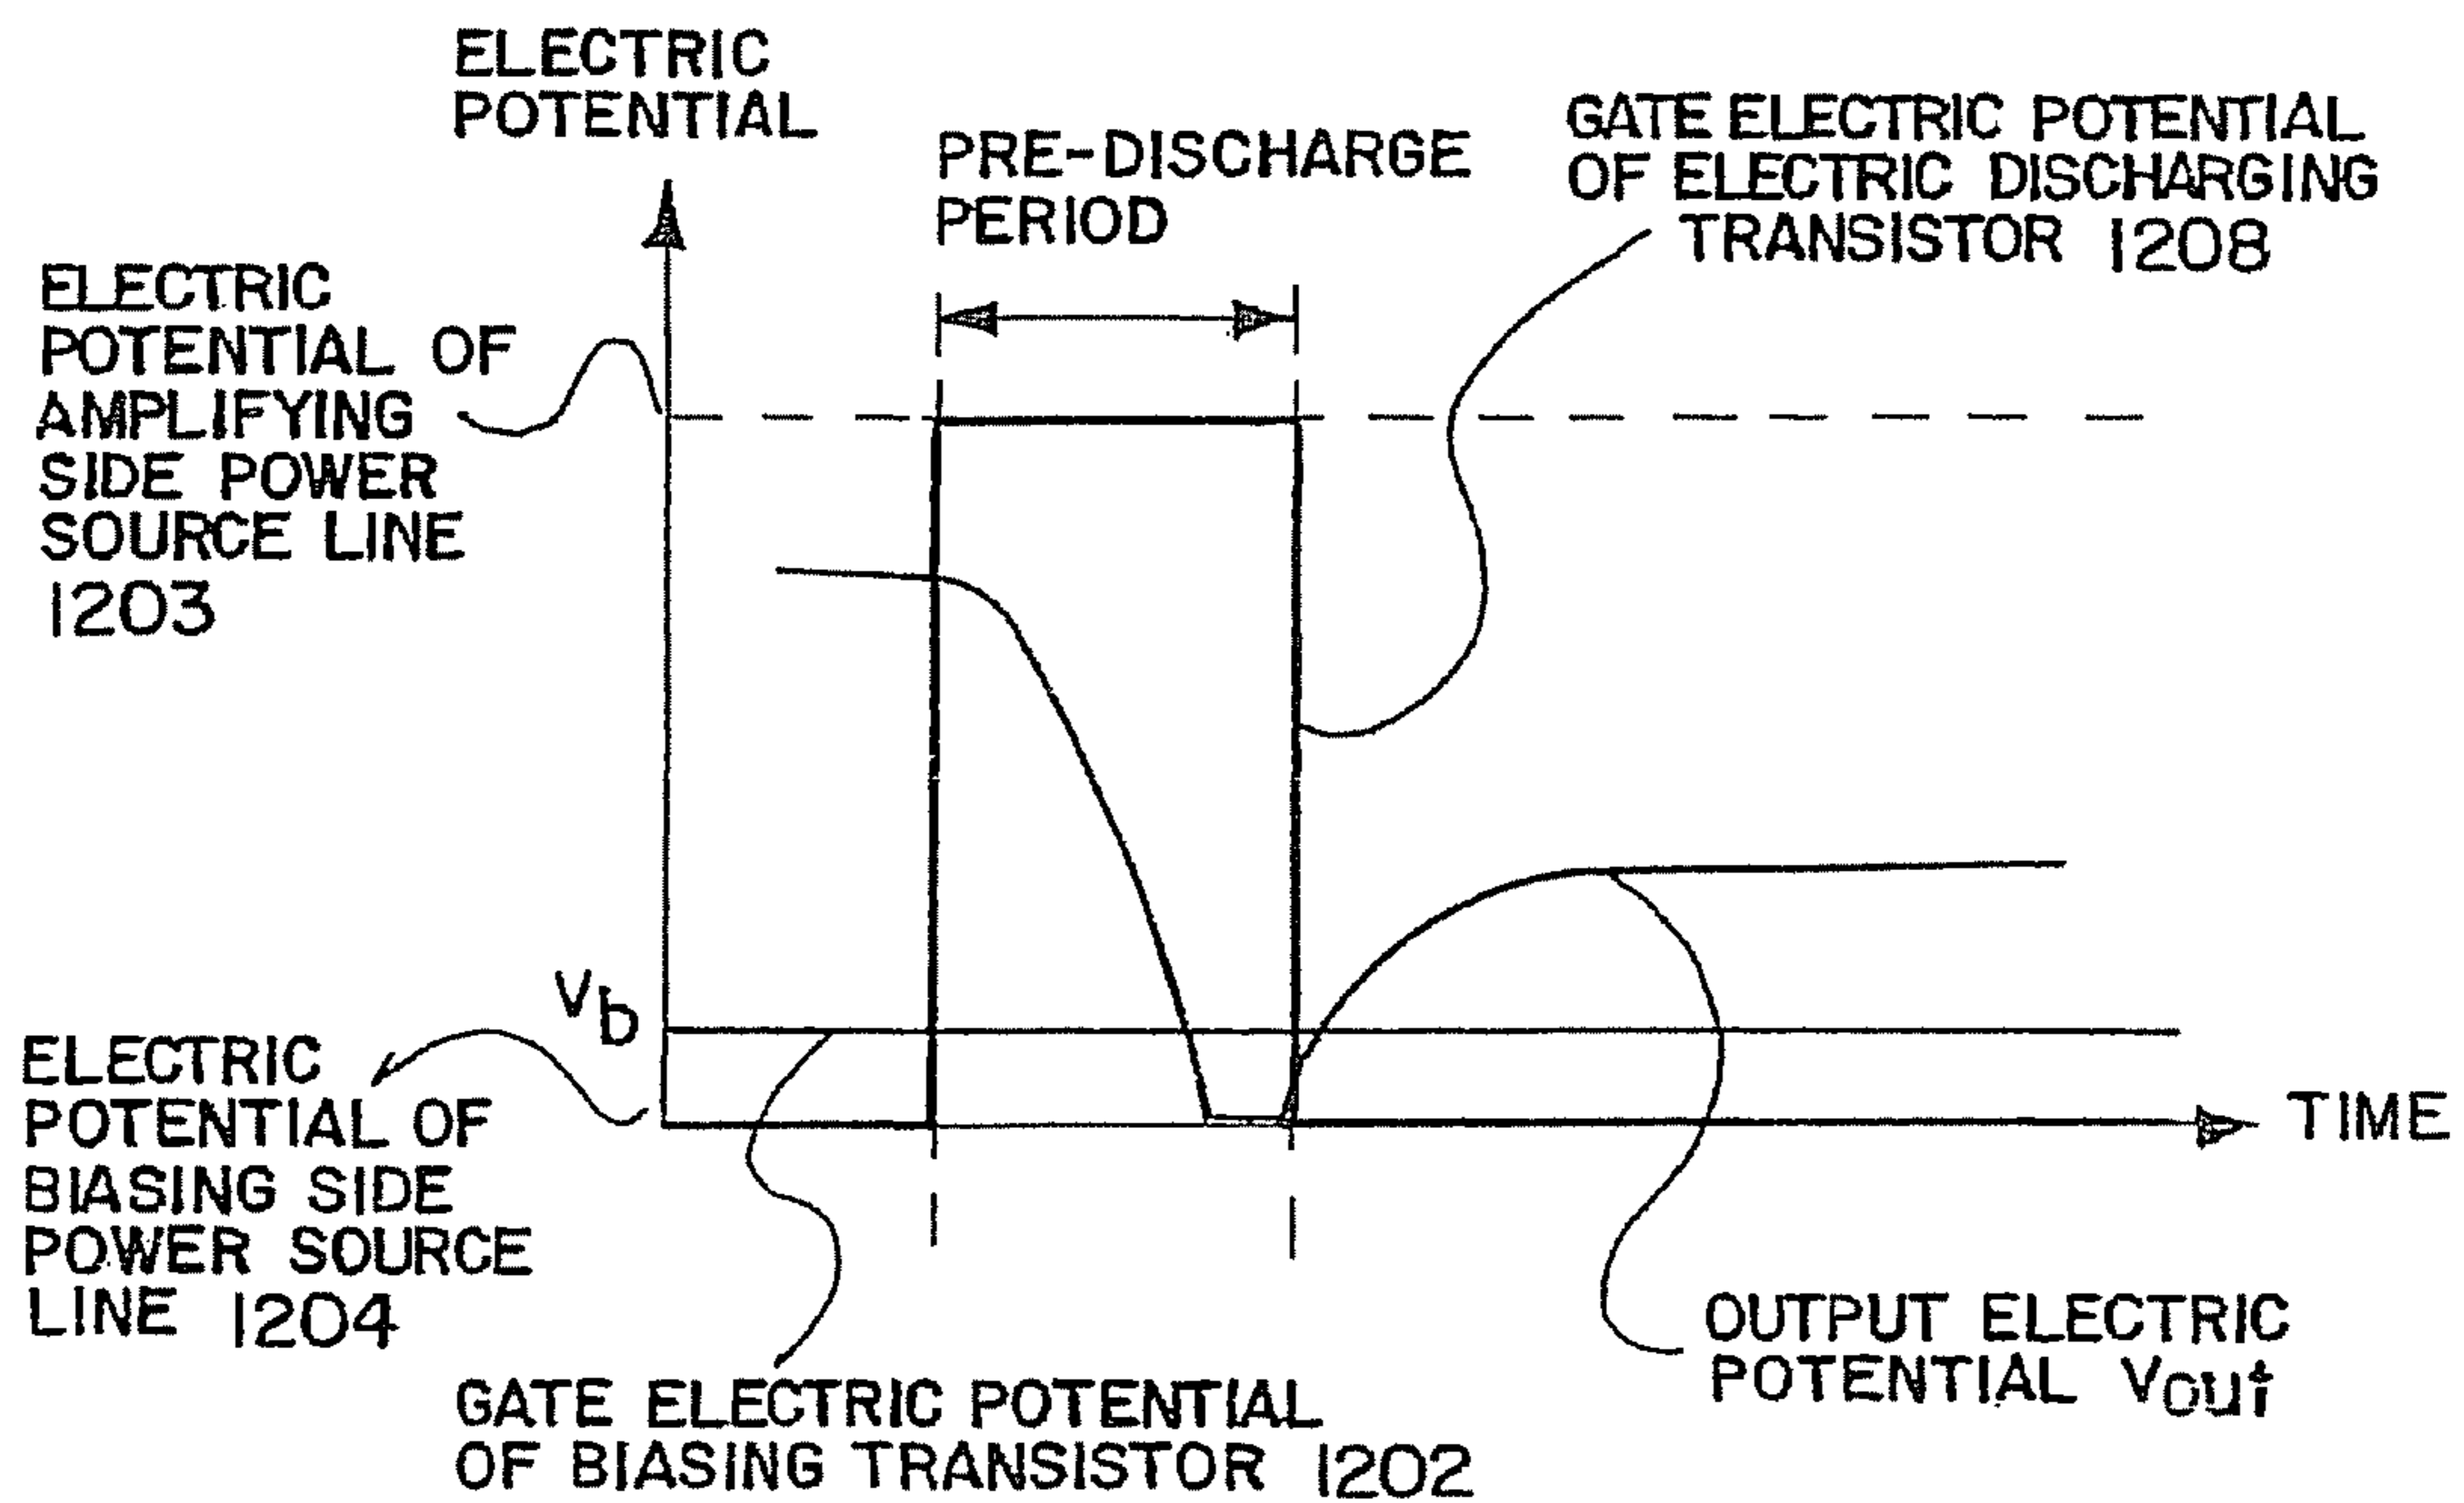 ELECTRIC
POTENTIAL
PRE-DISCHARGE
PERIOD
GATE ELECTRIC POTENTIAL
OF ELECTRIC DISCHARGING
TRANSISTOR 1208
ELECTRIC
POTENTIAL OF
AMPLIFYING
SIDE POWER
SOURCE LINE
1203
Vb
ELECTRIC
POTENTIAL OF
BIASING SIDE
POWER SOURCE
LINE 1204
TIME
GATE ELECTRIC POTENTIAL
OF BIASING TRANSISTOR 1202
OUTPUT ELECTRIC
POTENTIAL Vout